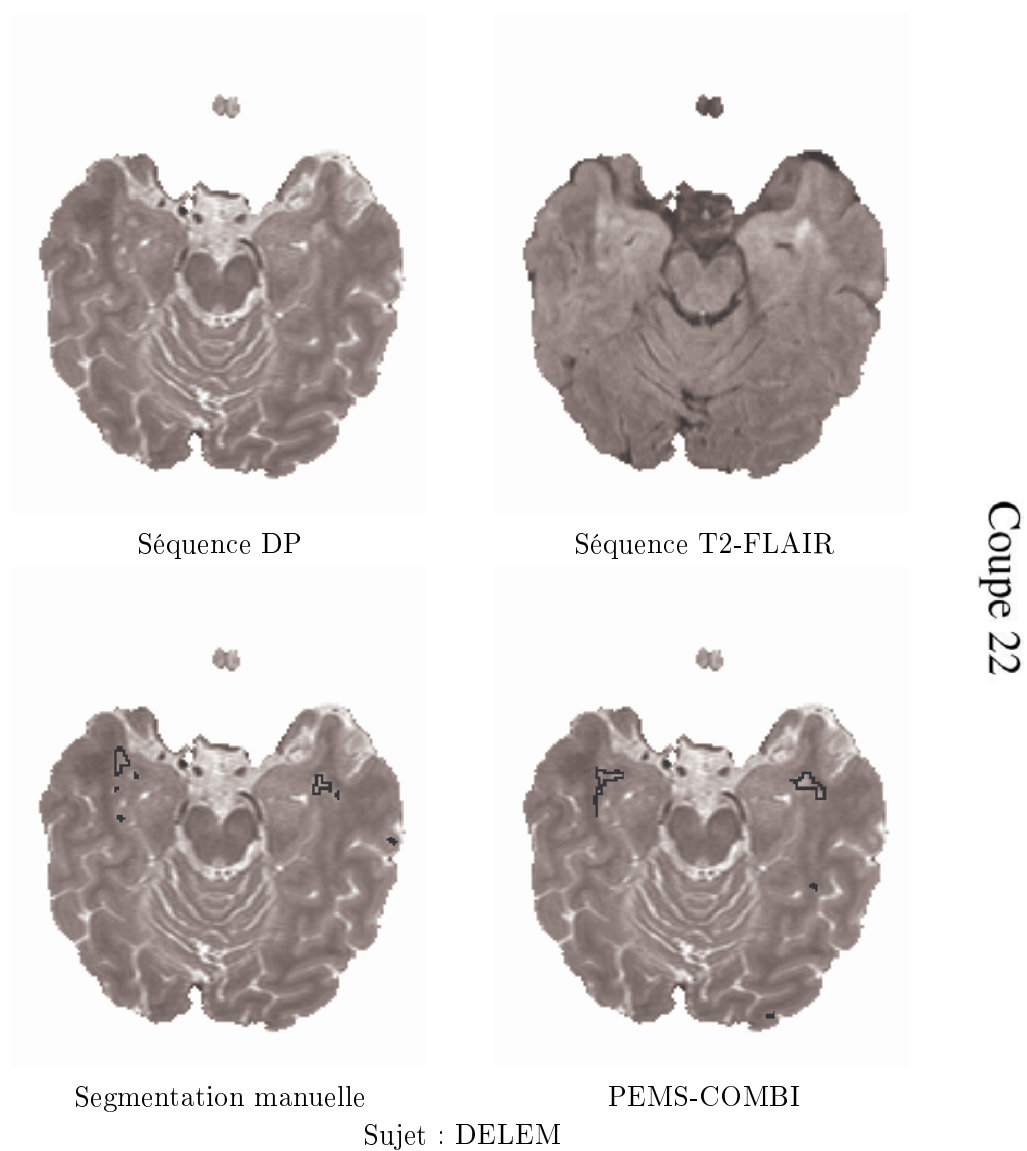 Séquence DP
Séquence T2-FLAIR
Coupe 22
Segmentation manuelle
PEMS-COMBI
Sujet : DELEM